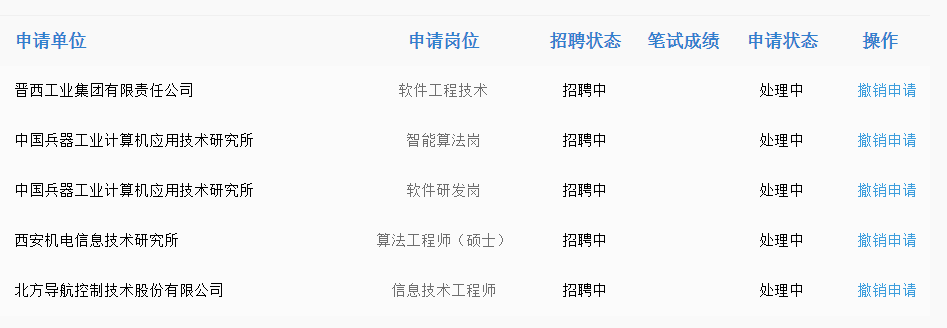 申请单位 申请岗位 招聘状态 笔试成绩 申请状态 操作
晋西工业集团有限责任公司 软件工程技术 招聘中 处理中 撤销申请
中国兵器工业计算机应用技术研究所 智能算法岗 招聘中 处理中 撤销申请
中国兵器工业计算机应用技术研究所 软件研发岗 招聘中 处理中 撤销申请
西安机电信息技术研究所 算法工程师（硕士） 招聘中 处理中 撤销申请
北方导航控制技术股份有限公司 信息技术工程师 招聘中 处理中 撤销申请